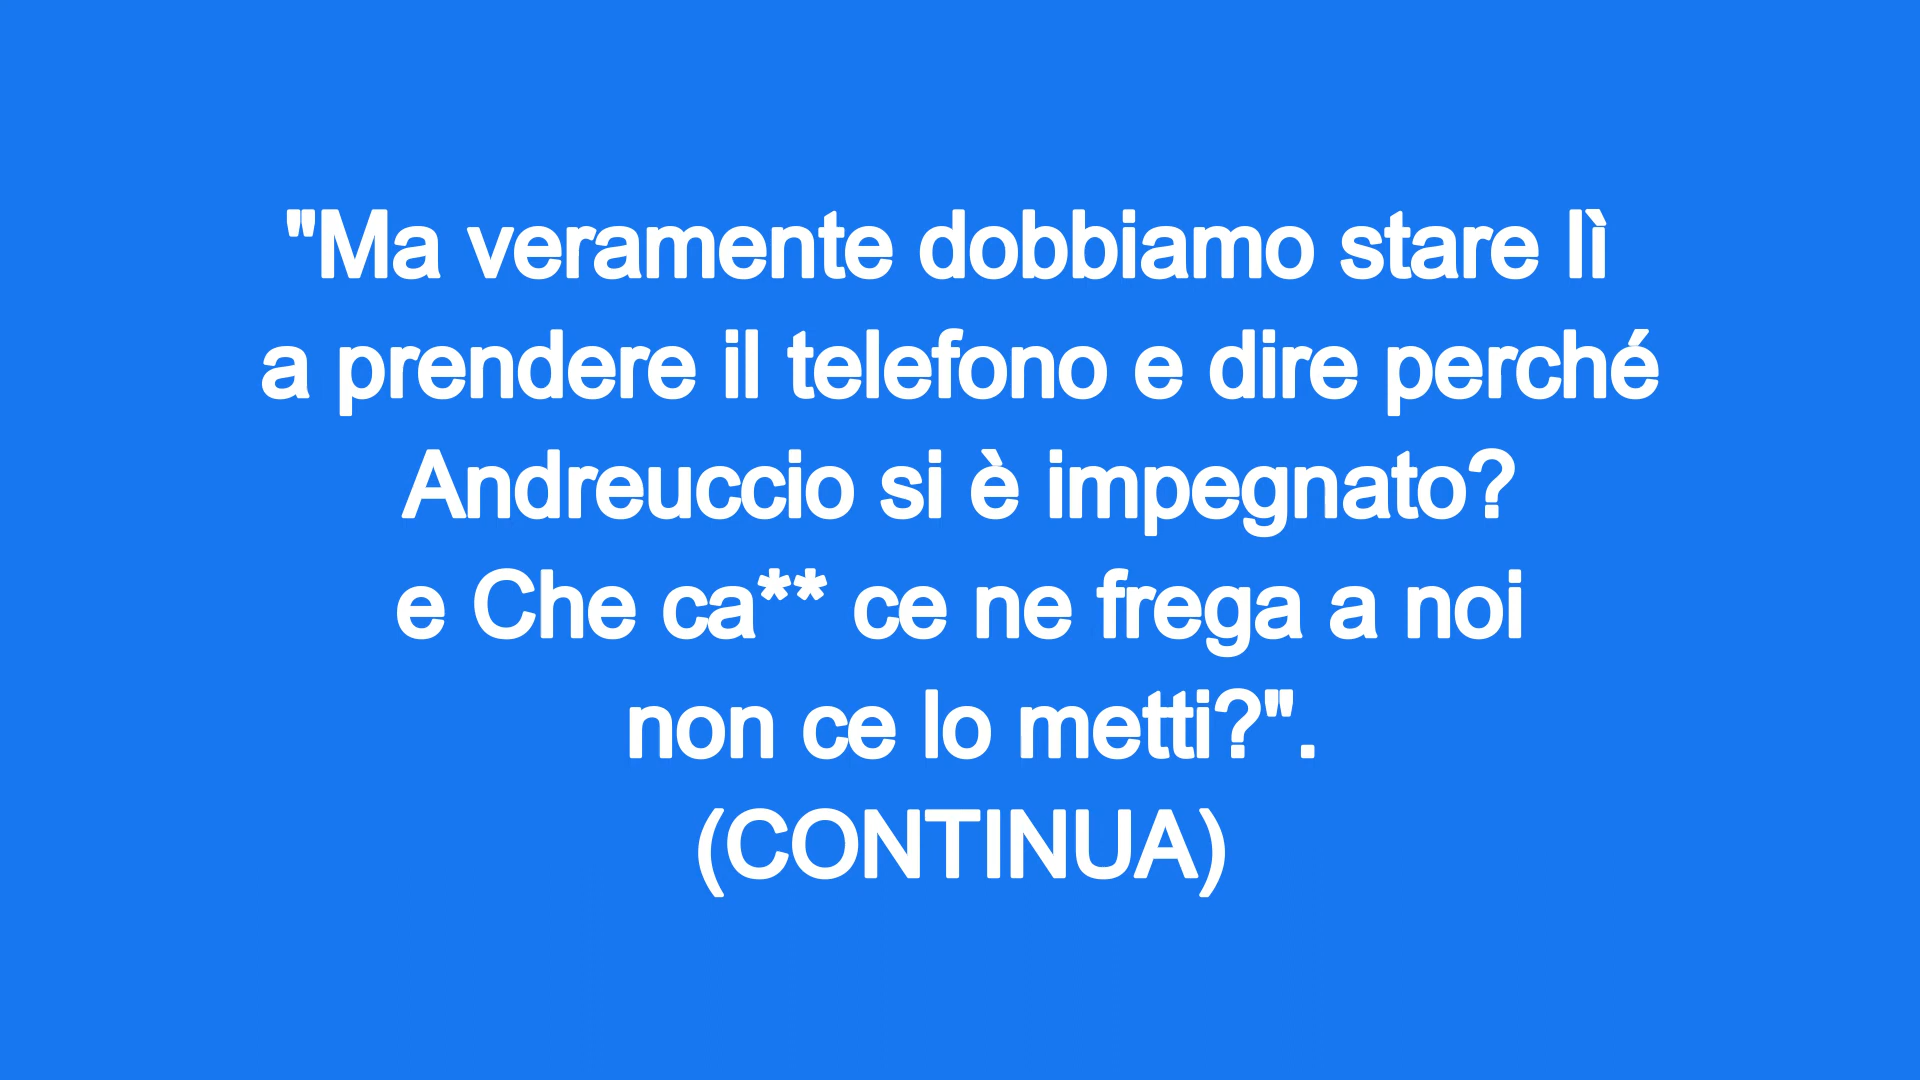 "Ma veramente dobbiamo stare lì
a prendere il telefono e dire perché
Andreuccio si è impegnato?
e Che ca** ce ne frega a noi
non ce lo metti?".
(CONTINUA)